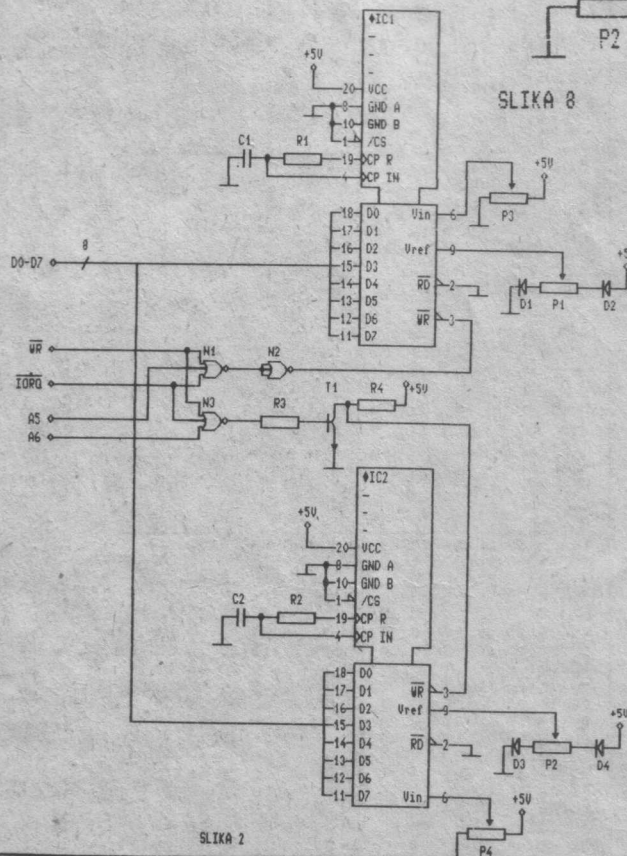 P2
SLIKA 8
IC1
+5V
20 VCC
8 GND A
10 GND B
1 /CS
C1 R1 19 CP R
4 CP IN
18 D0 Vin 6
17 D1
16 D2 Vref 9
15 D3
14 D4 RD 2
13 D5
12 D6 WR 3
11 D7
P3
+5V
D1 P1 D2
+5
8
D0-D7
WR
IORQ
A5
A6
N1
N2
N3
R3
T1
R4
+5V
IC2
+5V
20 VCC
8 GND A
10 GND B
1 /CS
C2 R2 19 CP R
4 CP IN
18 D0
17 D1 WR 3
16 D2 Vref 9
15 D3
14 D4 RD 2
13 D5
12 D6
11 D7 Vin 6
+5V
D3 P2 D4
+5V
P4
SLIKA 2